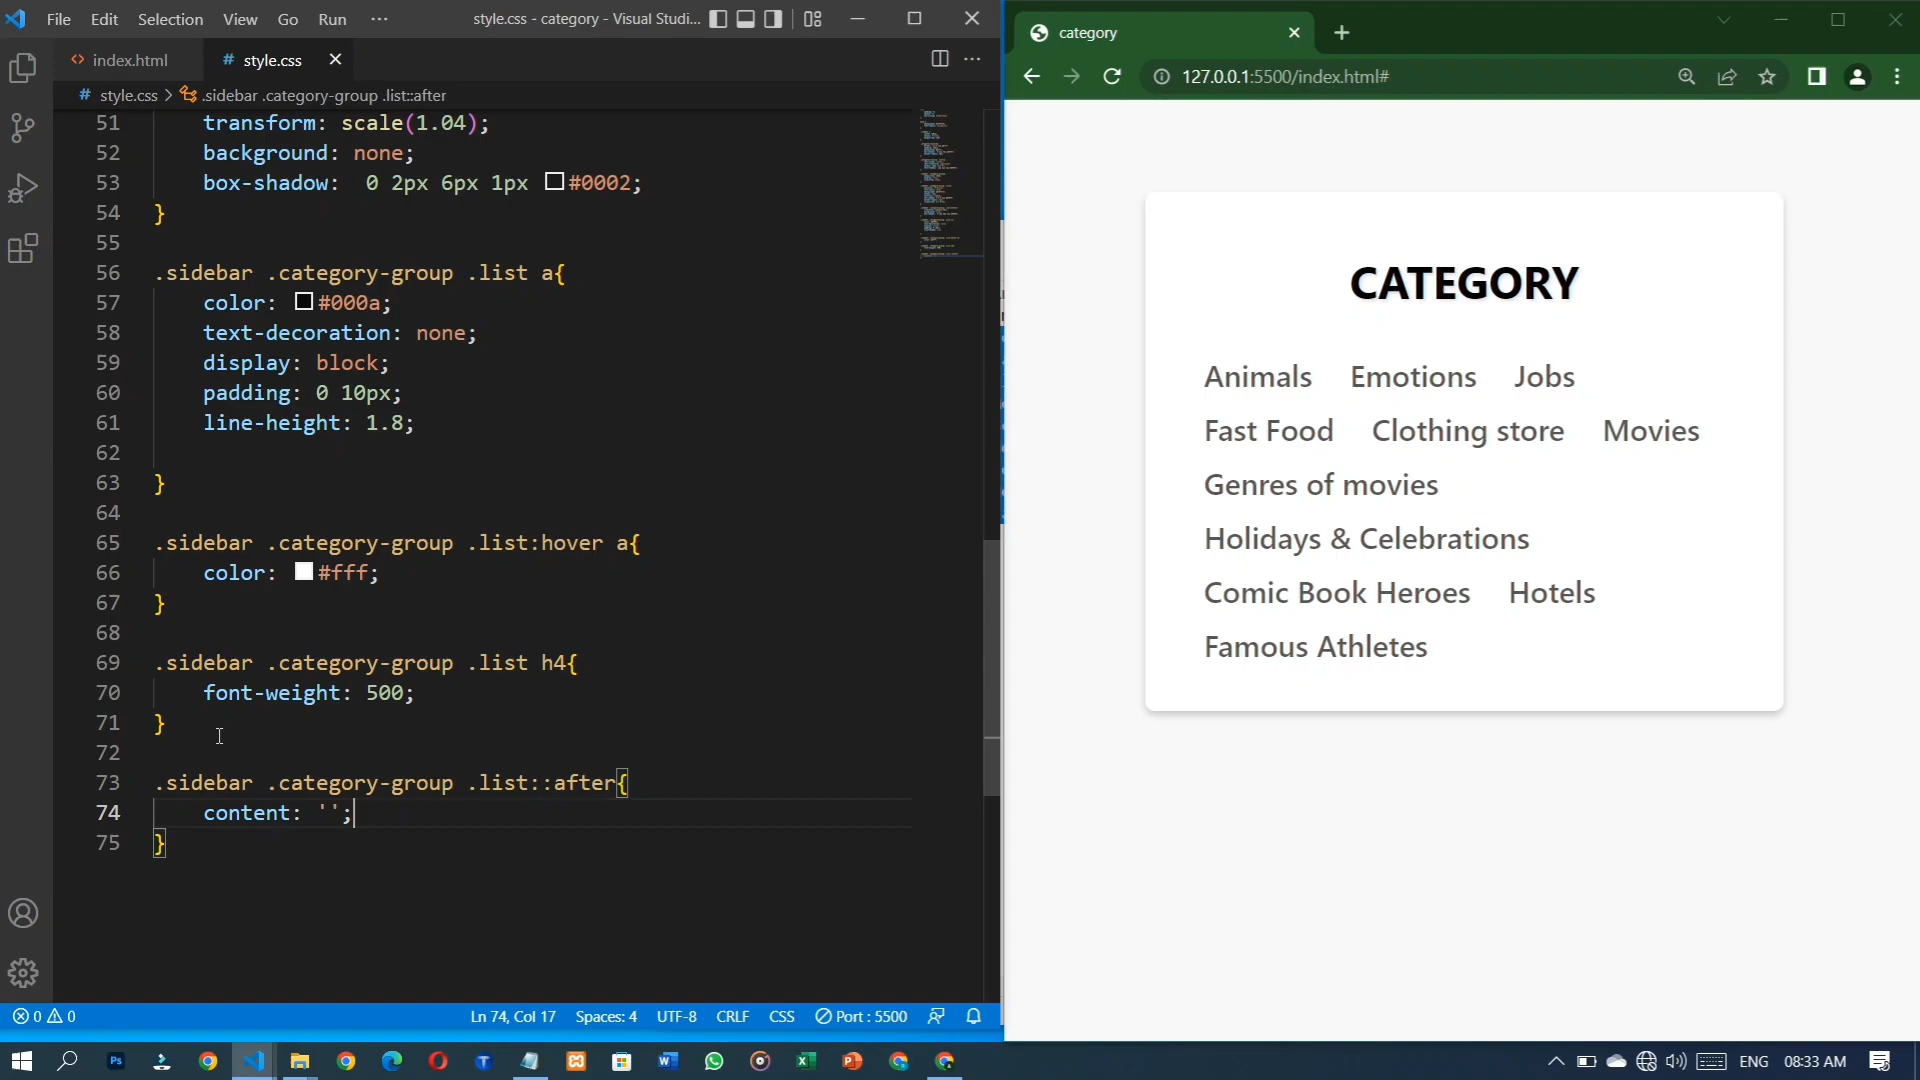 File Edit Selection View Go Run ··· style.css - category - Visual Studi...
index.html # style.css
# style.css > .sidebar .category-group .list::after
51 transform: scale(1.04);
52 background: none;
53 box-shadow: 0 2px 6px 1px #0002;
54 }
55
56 .sidebar .category-group .list a{
57 color: #000a;
58 text-decoration: none;
59 display: block;
60 padding: 0 10px;
61 line-height: 1.8;
62
63 }
64
65 .sidebar .category-group .list:hover a{
66 color: #fff;
67 }
68
69 .sidebar .category-group .list h4{
70 font-weight: 500;
71 }
72
73 .sidebar .category-group .list::after{
74 content: '';
75 }
0 0 Ln 74, Col 17 Spaces: 4 UTF-8 CRLF CSS Port : 5500
category
127.0.0.1:5500/index.html#
CATEGORY
Animals Emotions Jobs
Fast Food Clothing store Movies
Genres of movies
Holidays & Celebrations
Comic Book Heroes Hotels
Famous Athletes
Ps T W X P ENG 08:33 AM